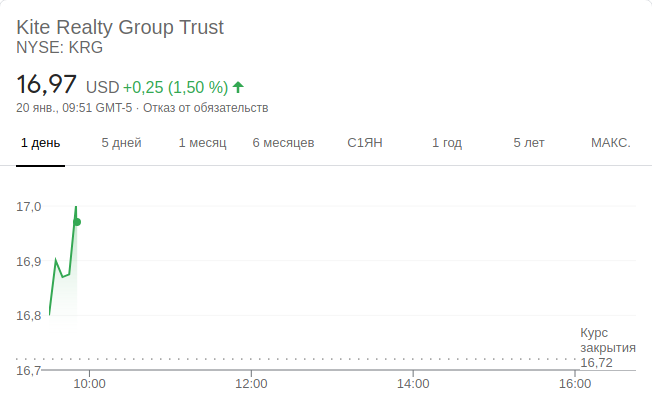 Kite Realty Group Trust
NYSE: KRG
16,97 USD +0,25 (1,50 %)
20 янв., 09:51 GMT-5 · Отказ от обязательств
1 день 5 дней 1 месяц 6 месяцев С1ЯН 1 год 5 лет МАКС.
17,0
16,9
16,8
Курс
закрытия
16,72
16,7
10:00 12:00 14:00 16:00